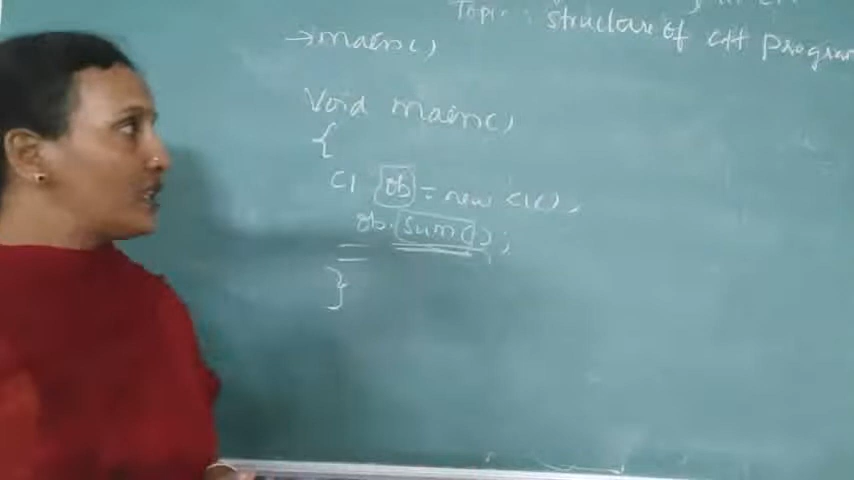 Topic : Structure of C++ Program
→ main()
Void main()
{
C1 ob = new C1();
ob.sum();
}